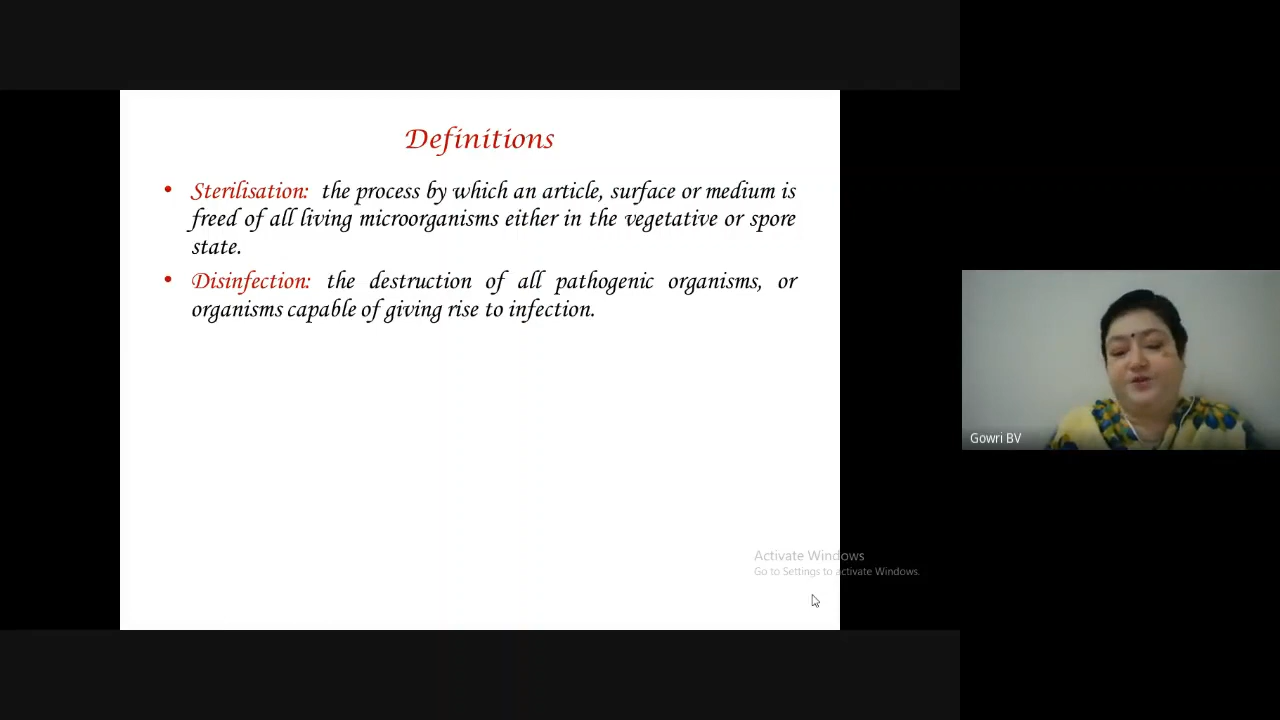 Definitions
• Sterilisation: the process by which an article, surface or medium is
freed of all living microorganisms either in the vegetative or spore
state.
• Disinfection: the destruction of all pathogenic organisms, or
organisms capable of giving rise to infection.
Gowri BV
Activate Windows
Go to Settings to activate Windows.